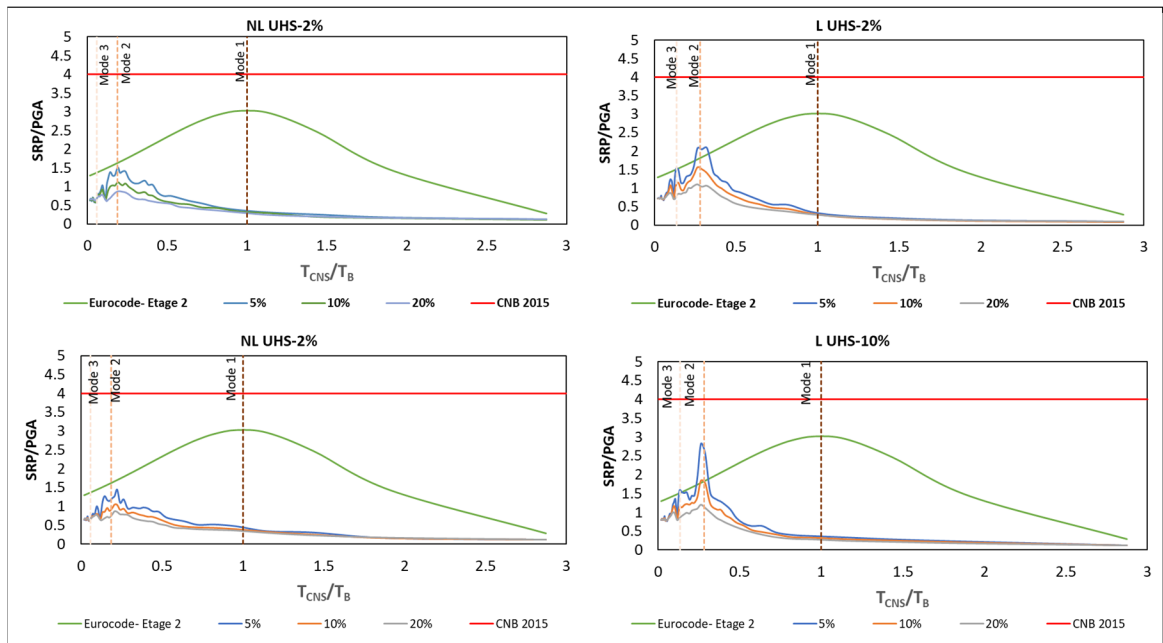 NL UHS-2%
5
4.5
4
3.5
3
2.5
2
1.5
1
0.5
0
SRP/PGA
Mode 3
Mode 2
Mode 1
0 0.5 1 1.5 2 2.5 3
TCNS/TB
Eurocode- Etage 2 5% 10% 20% CNB 2015
L UHS-2%
5
4.5
4
3.5
3
2.5
2
1.5
1
0.5
0
SRP/PGA
Mode 3
Mode 2
Mode 1
0 0.5 1 1.5 2 2.5 3
TCNS/TB
Eurocode- Etage 2 5% 10% 20% CNB 2015
NL UHS-2%
5
4.5
4
3.5
3
2.5
2
1.5
1
0.5
0
SRP/PGA
Mode 3
Mode 2
Mode 1
0 0.5 1 1.5 2 2.5 3
TCNS/TB
Eurocode- Etage 2 5% 10% 20% CNB 2015
L UHS-10%
5
4.5
4
3.5
3
2.5
2
1.5
1
0.5
0
SRP/PGA
Mode 3
Mode 2
Mode 1
0 0.5 1 1.5 2 2.5 3
TCNS/TB
Eurocode- Etage 2 5% 10% 20% CNB 2015